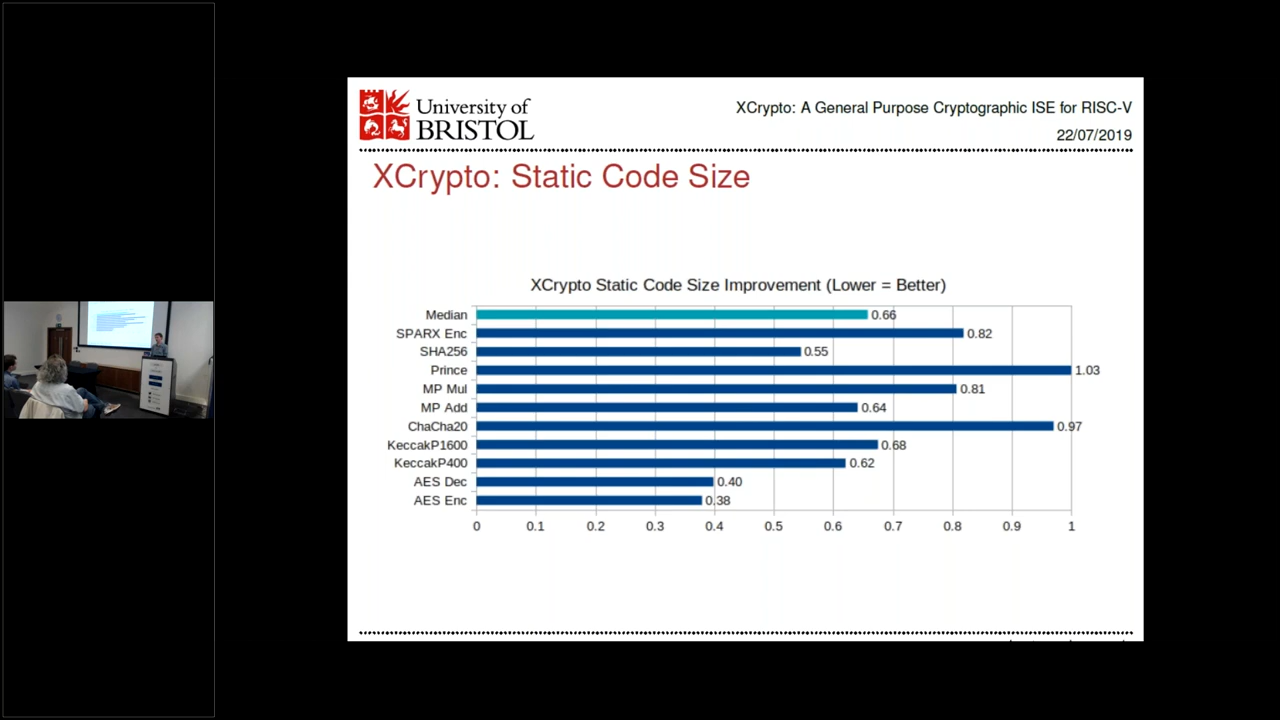 University of
BRISTOL
XCrypto: A General Purpose Cryptographic ISE for RISC-V
22/07/2019
XCrypto: Static Code Size
XCrypto Static Code Size Improvement (Lower = Better)
Median 0.66
SPARX Enc 0.82
SHA256 0.55
Prince 1.03
MP Mul 0.81
MP Add 0.64
ChaCha20 0.97
KeccakP1600 0.68
KeccakP400 0.62
AES Dec 0.40
AES Enc 0.38
0 0.1 0.2 0.3 0.4 0.5 0.6 0.7 0.8 0.9 1